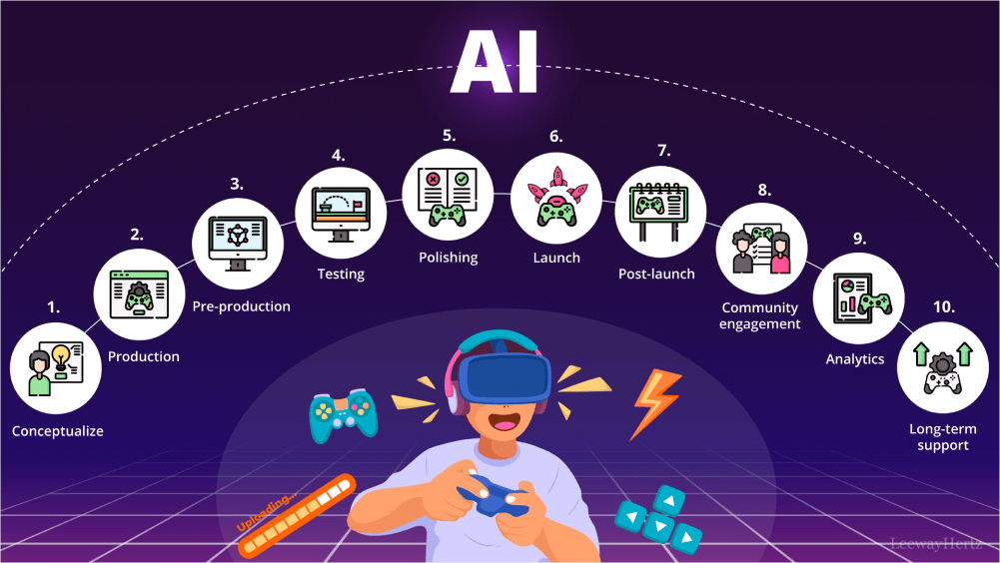 AI
1.
Conceptualize
2.
Production
3.
Pre-production
4.
Testing
5.
Polishing
6.
Launch
7.
Post-launch
8.
Community
engagement
9.
Analytics
10.
Long-term
support
Uploading...
LeewayHertz